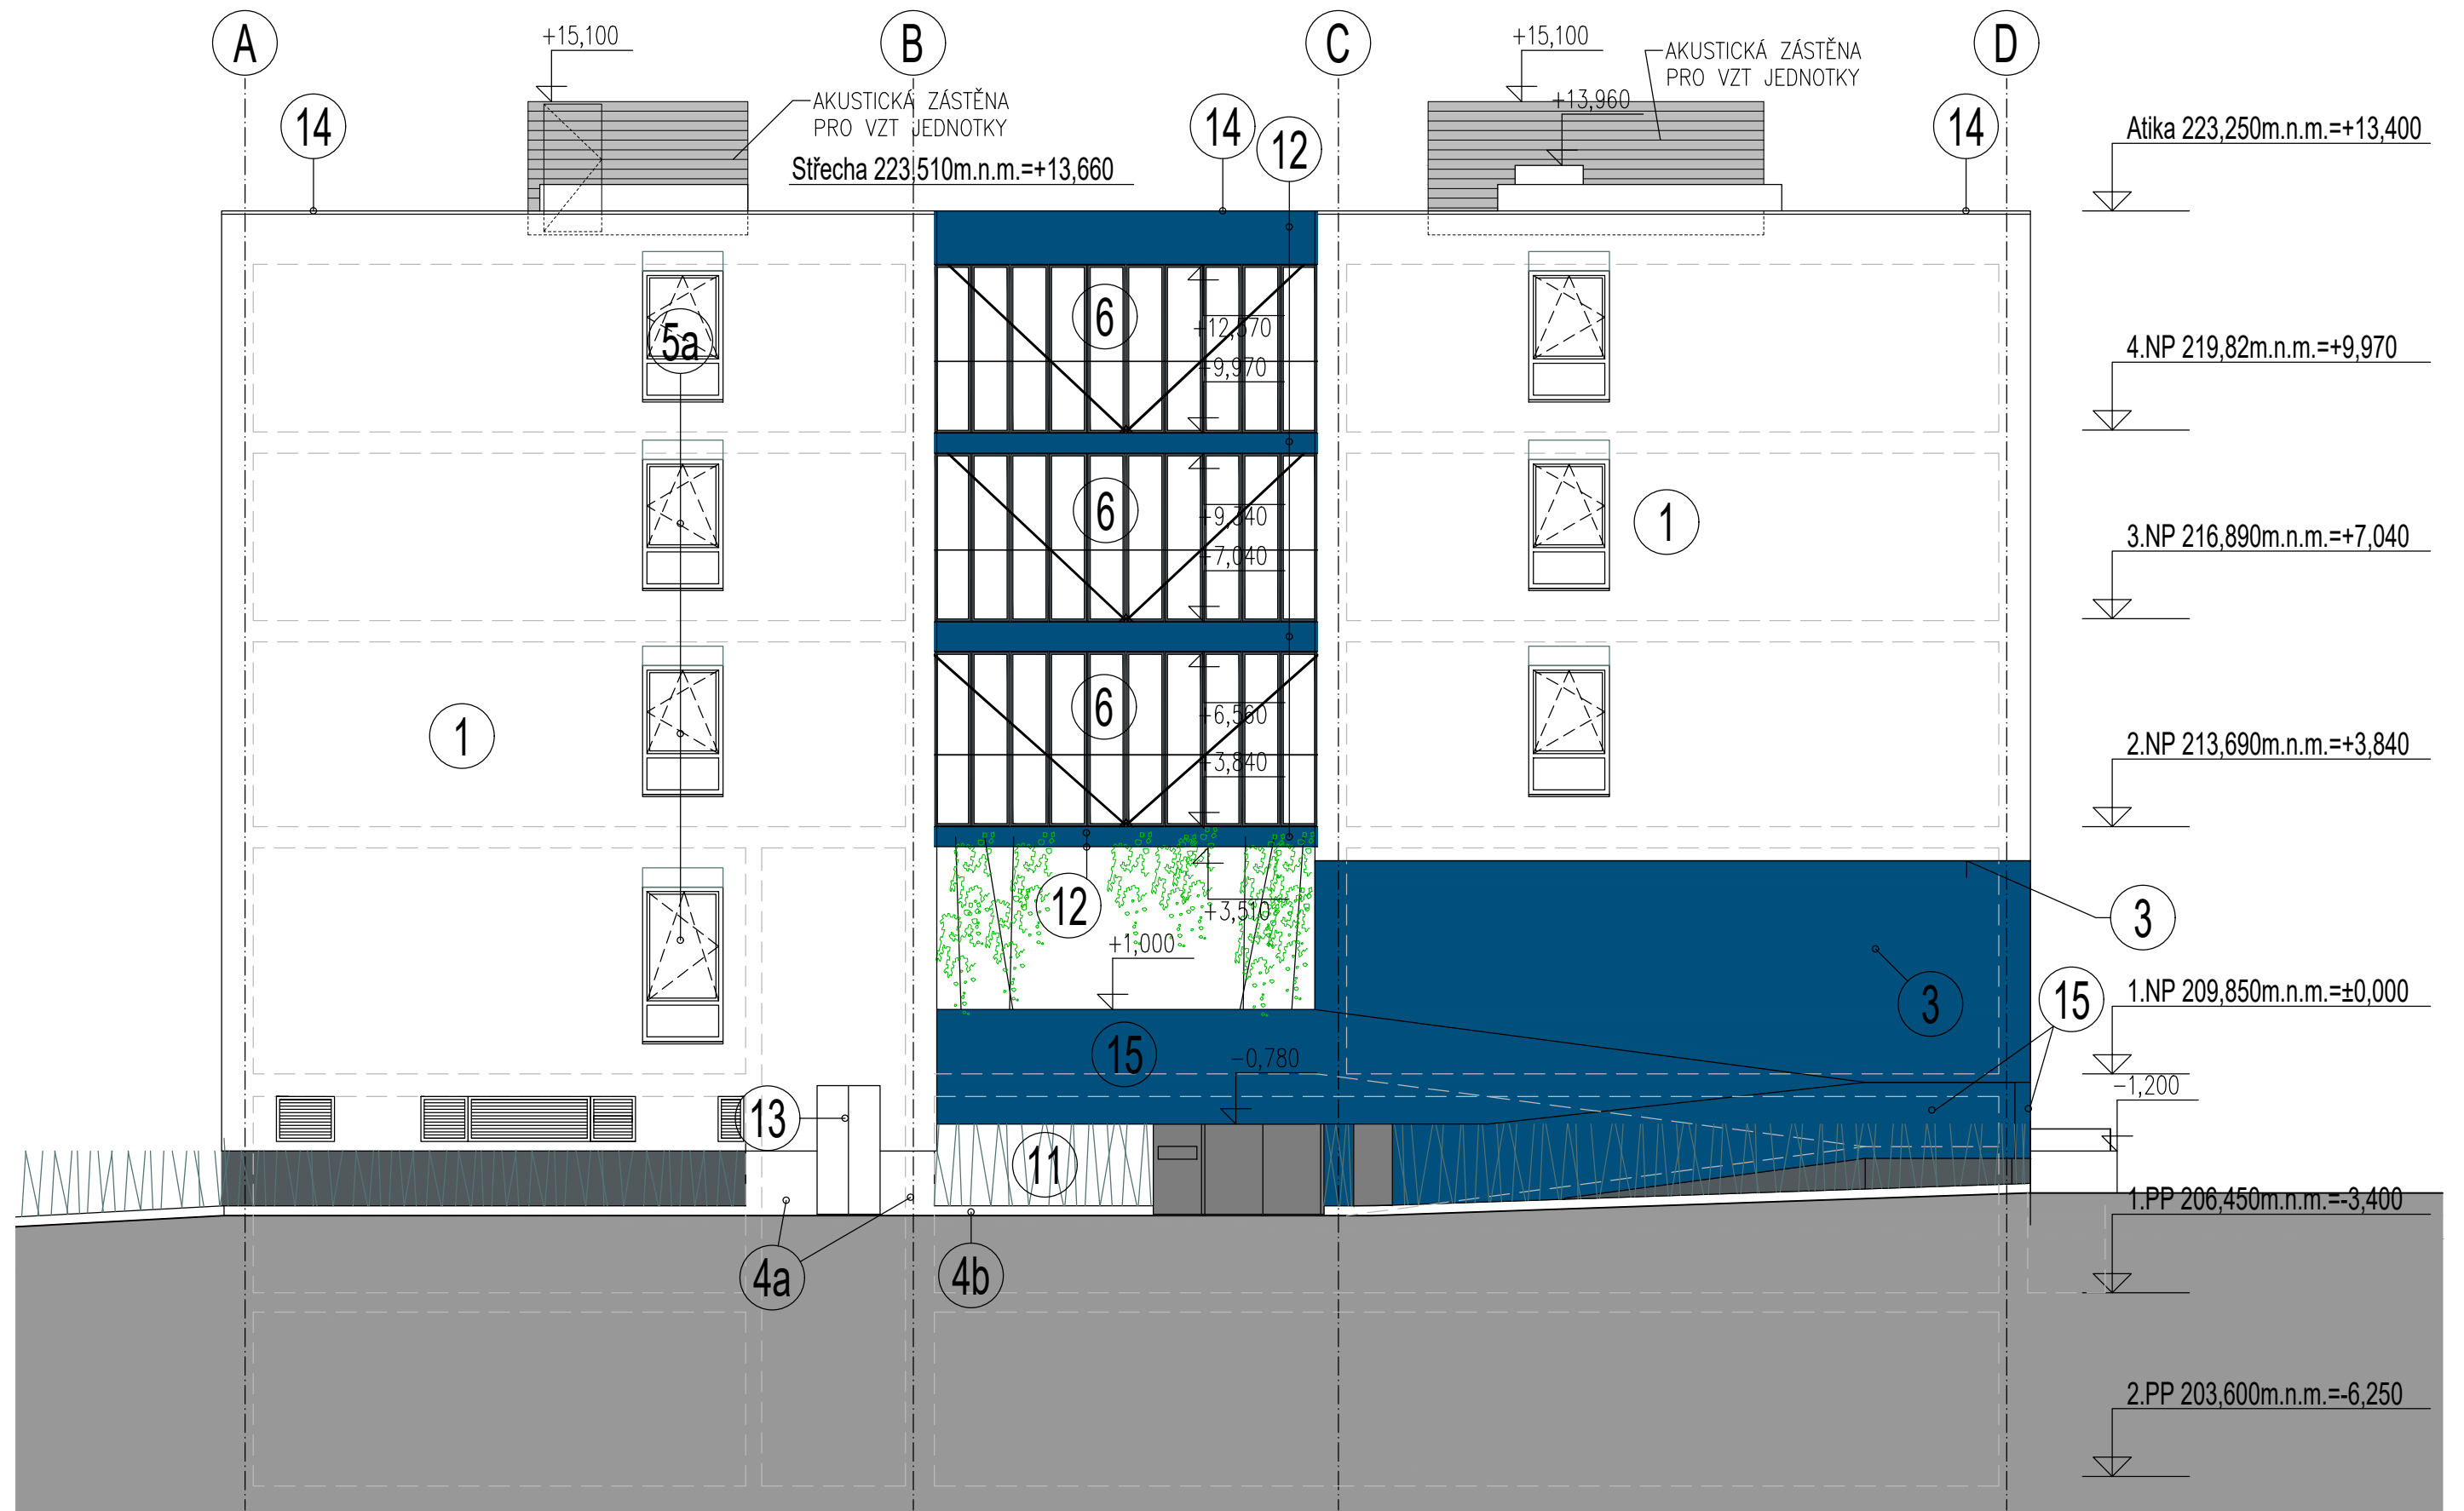 A
B
C
D
+15,100
+15,100
AKUSTICKÁ ZÁSTĚNA
PRO VZT JEDNOTKY
AKUSTICKÁ ZÁSTĚNA
PRO VZT JEDNOTKY
+13,960
14
14
12
14
Atika 223,250m.n.m.=+13,400
Střecha 223,510m.n.m.=+13,660
5a
6
+12,570
+9,970
4.NP 219,82m.n.m.=+9,970
6
+9,640
+7,040
1
3.NP 216,890m.n.m.=+7,040
1
6
+6,560
+3,840
2.NP 213,690m.n.m.=+3,840
12
+3,510
+1,000
3
3
15
1.NP 209,850m.n.m.=±0,000
15
-0,780
-1,200
13
11
1.PP 206,450m.n.m.=-3,400
4a
4b
2.PP 203,600m.n.m.=-6,250